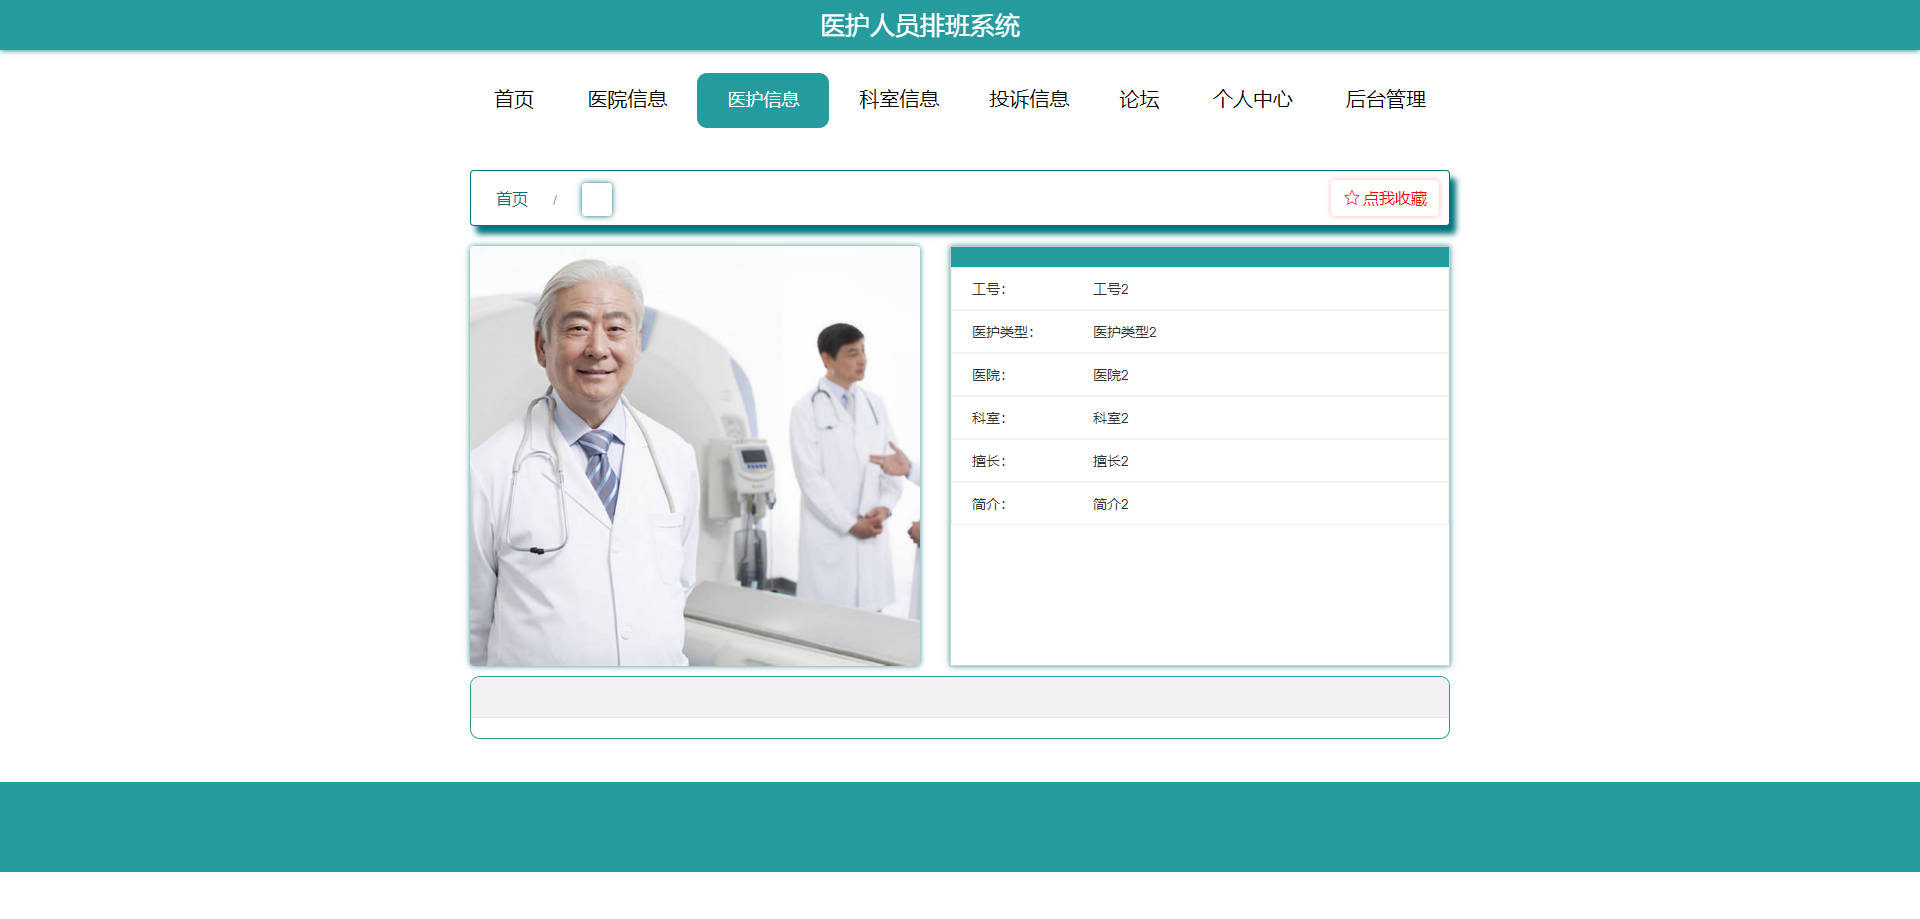 医护人员排班系统
首页 医院信息 医护信息 科室信息 投诉信息 论坛 个人中心 后台管理
首页 / ☆ 点我收藏
工号： 工号2
医护类型： 医护类型2
医院： 医院2
科室： 科室2
擅长： 擅长2
简介： 简介2